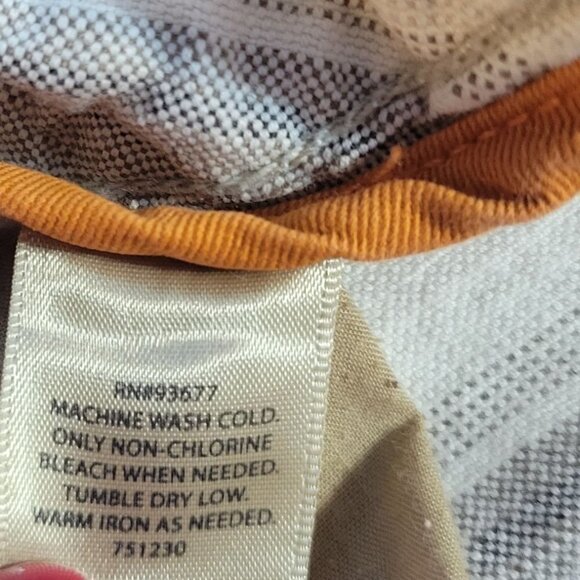 RN#93677
MACHINE WASH COLD.
ONLY NON-CHLORINE
BLEACH WHEN NEEDED.
TUMBLE DRY LOW.
WARM IRON AS NEEDED.
751230